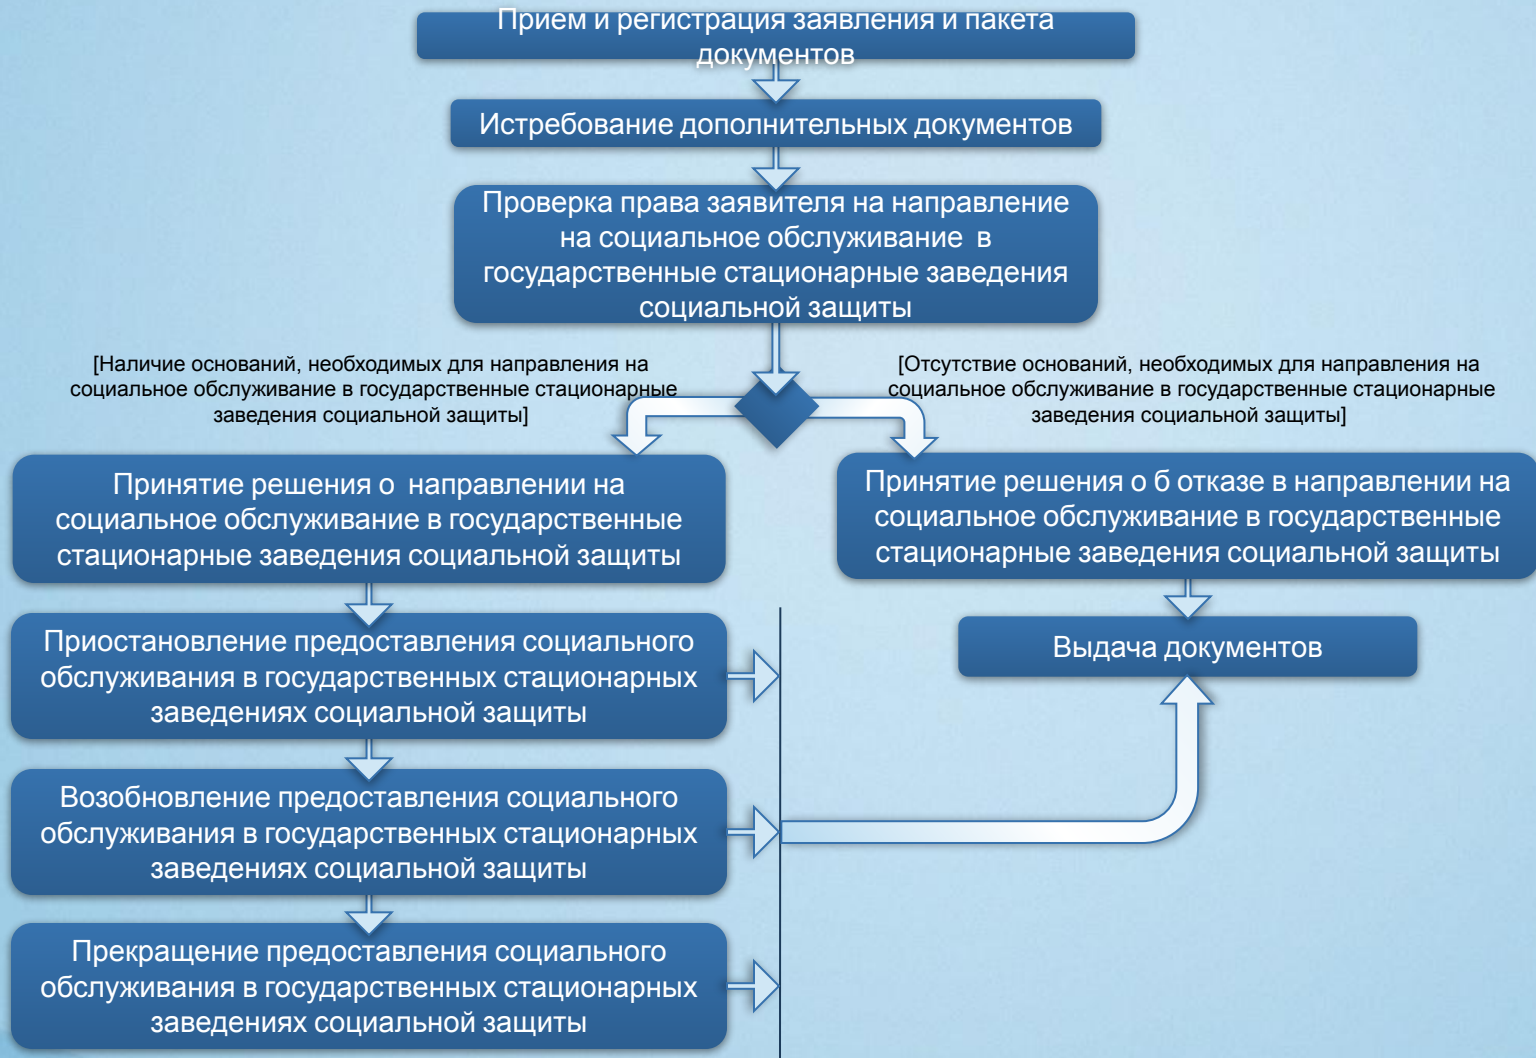 Прием и регистрация заявления и пакета
документов
Истребование дополнительных документов
Проверка права заявителя на направление
на социальное обслуживание в
государственные стационарные заведения
социальной защиты
[Наличие оснований, необходимых для направления на
социальное обслуживание в государственные стационарные
заведения социальной защиты]
[Отсутствие оснований, необходимых для направления на
социальное обслуживание в государственные стационарные
заведения социальной защиты]
Принятие решения о направлении на
социальное обслуживание в государственные
стационарные заведения социальной защиты
Принятие решения о б отказе в направлении на
социальное обслуживание в государственные
стационарные заведения социальной защиты
Приостановление предоставления социального
обслуживания в государственных стационарных
заведениях социальной защиты
Выдача документов
Возобновление предоставления социального
обслуживания в государственных стационарных
заведениях социальной защиты
Прекращение предоставления социального
обслуживания в государственных стационарных
заведениях социальной защиты